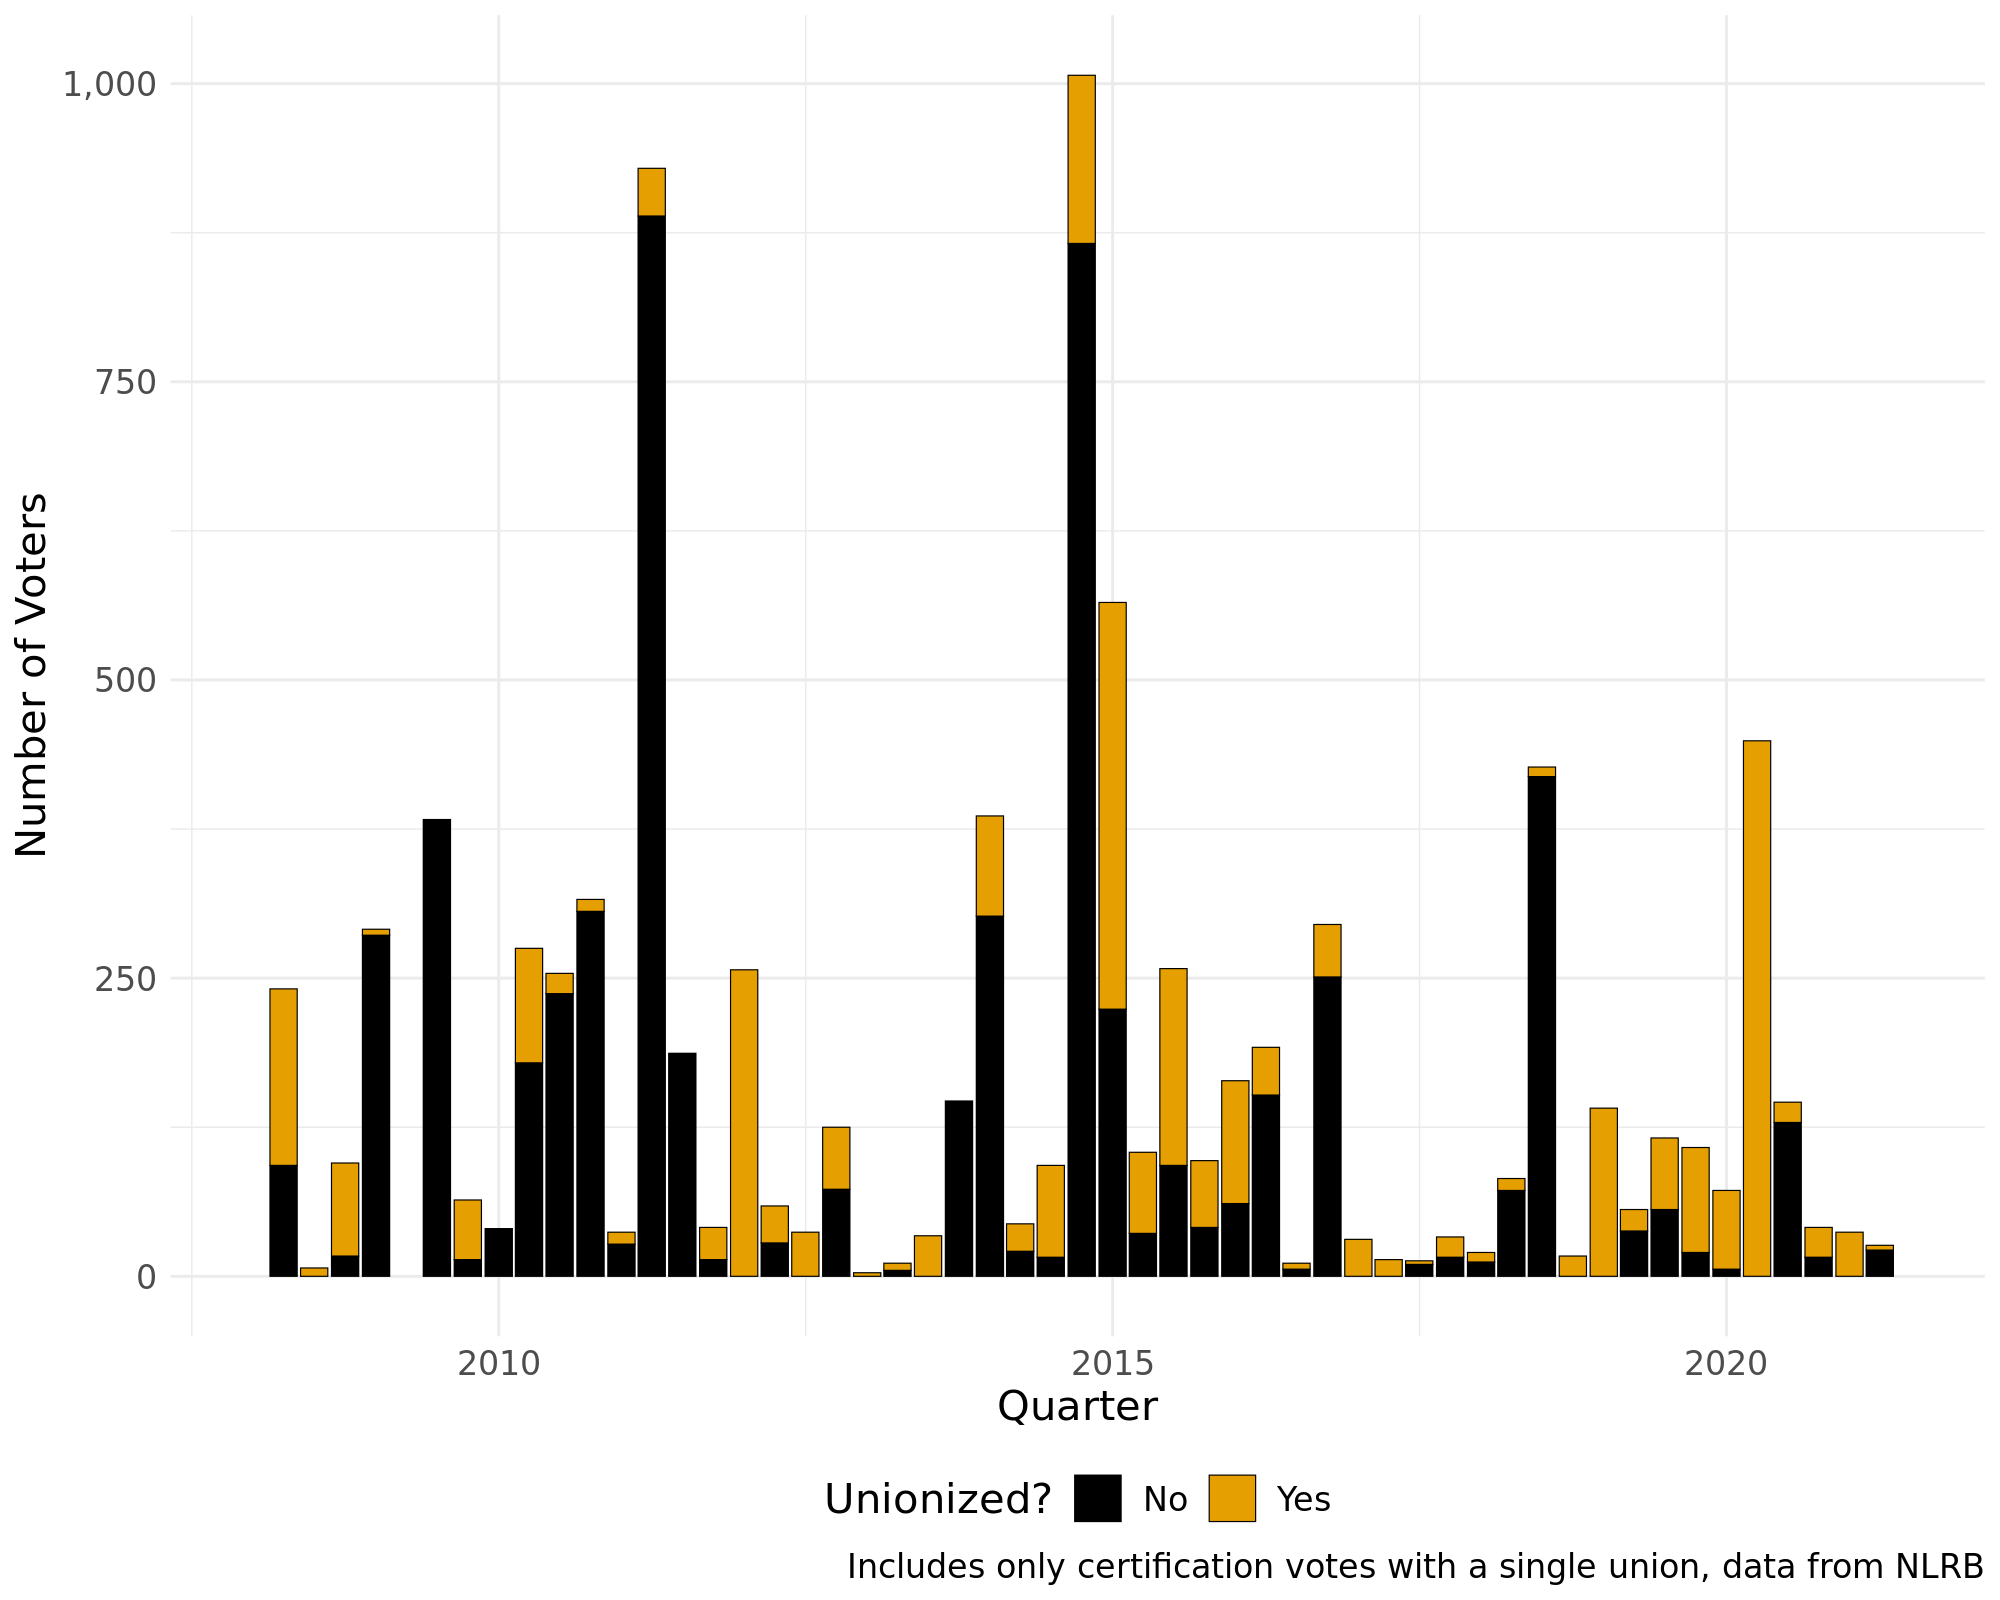 1,000
750
500
250
0
Number of Voters
2010 2015 2020
Quarter
Unionized? No Yes
Includes only certification votes with a single union, data from NLRB